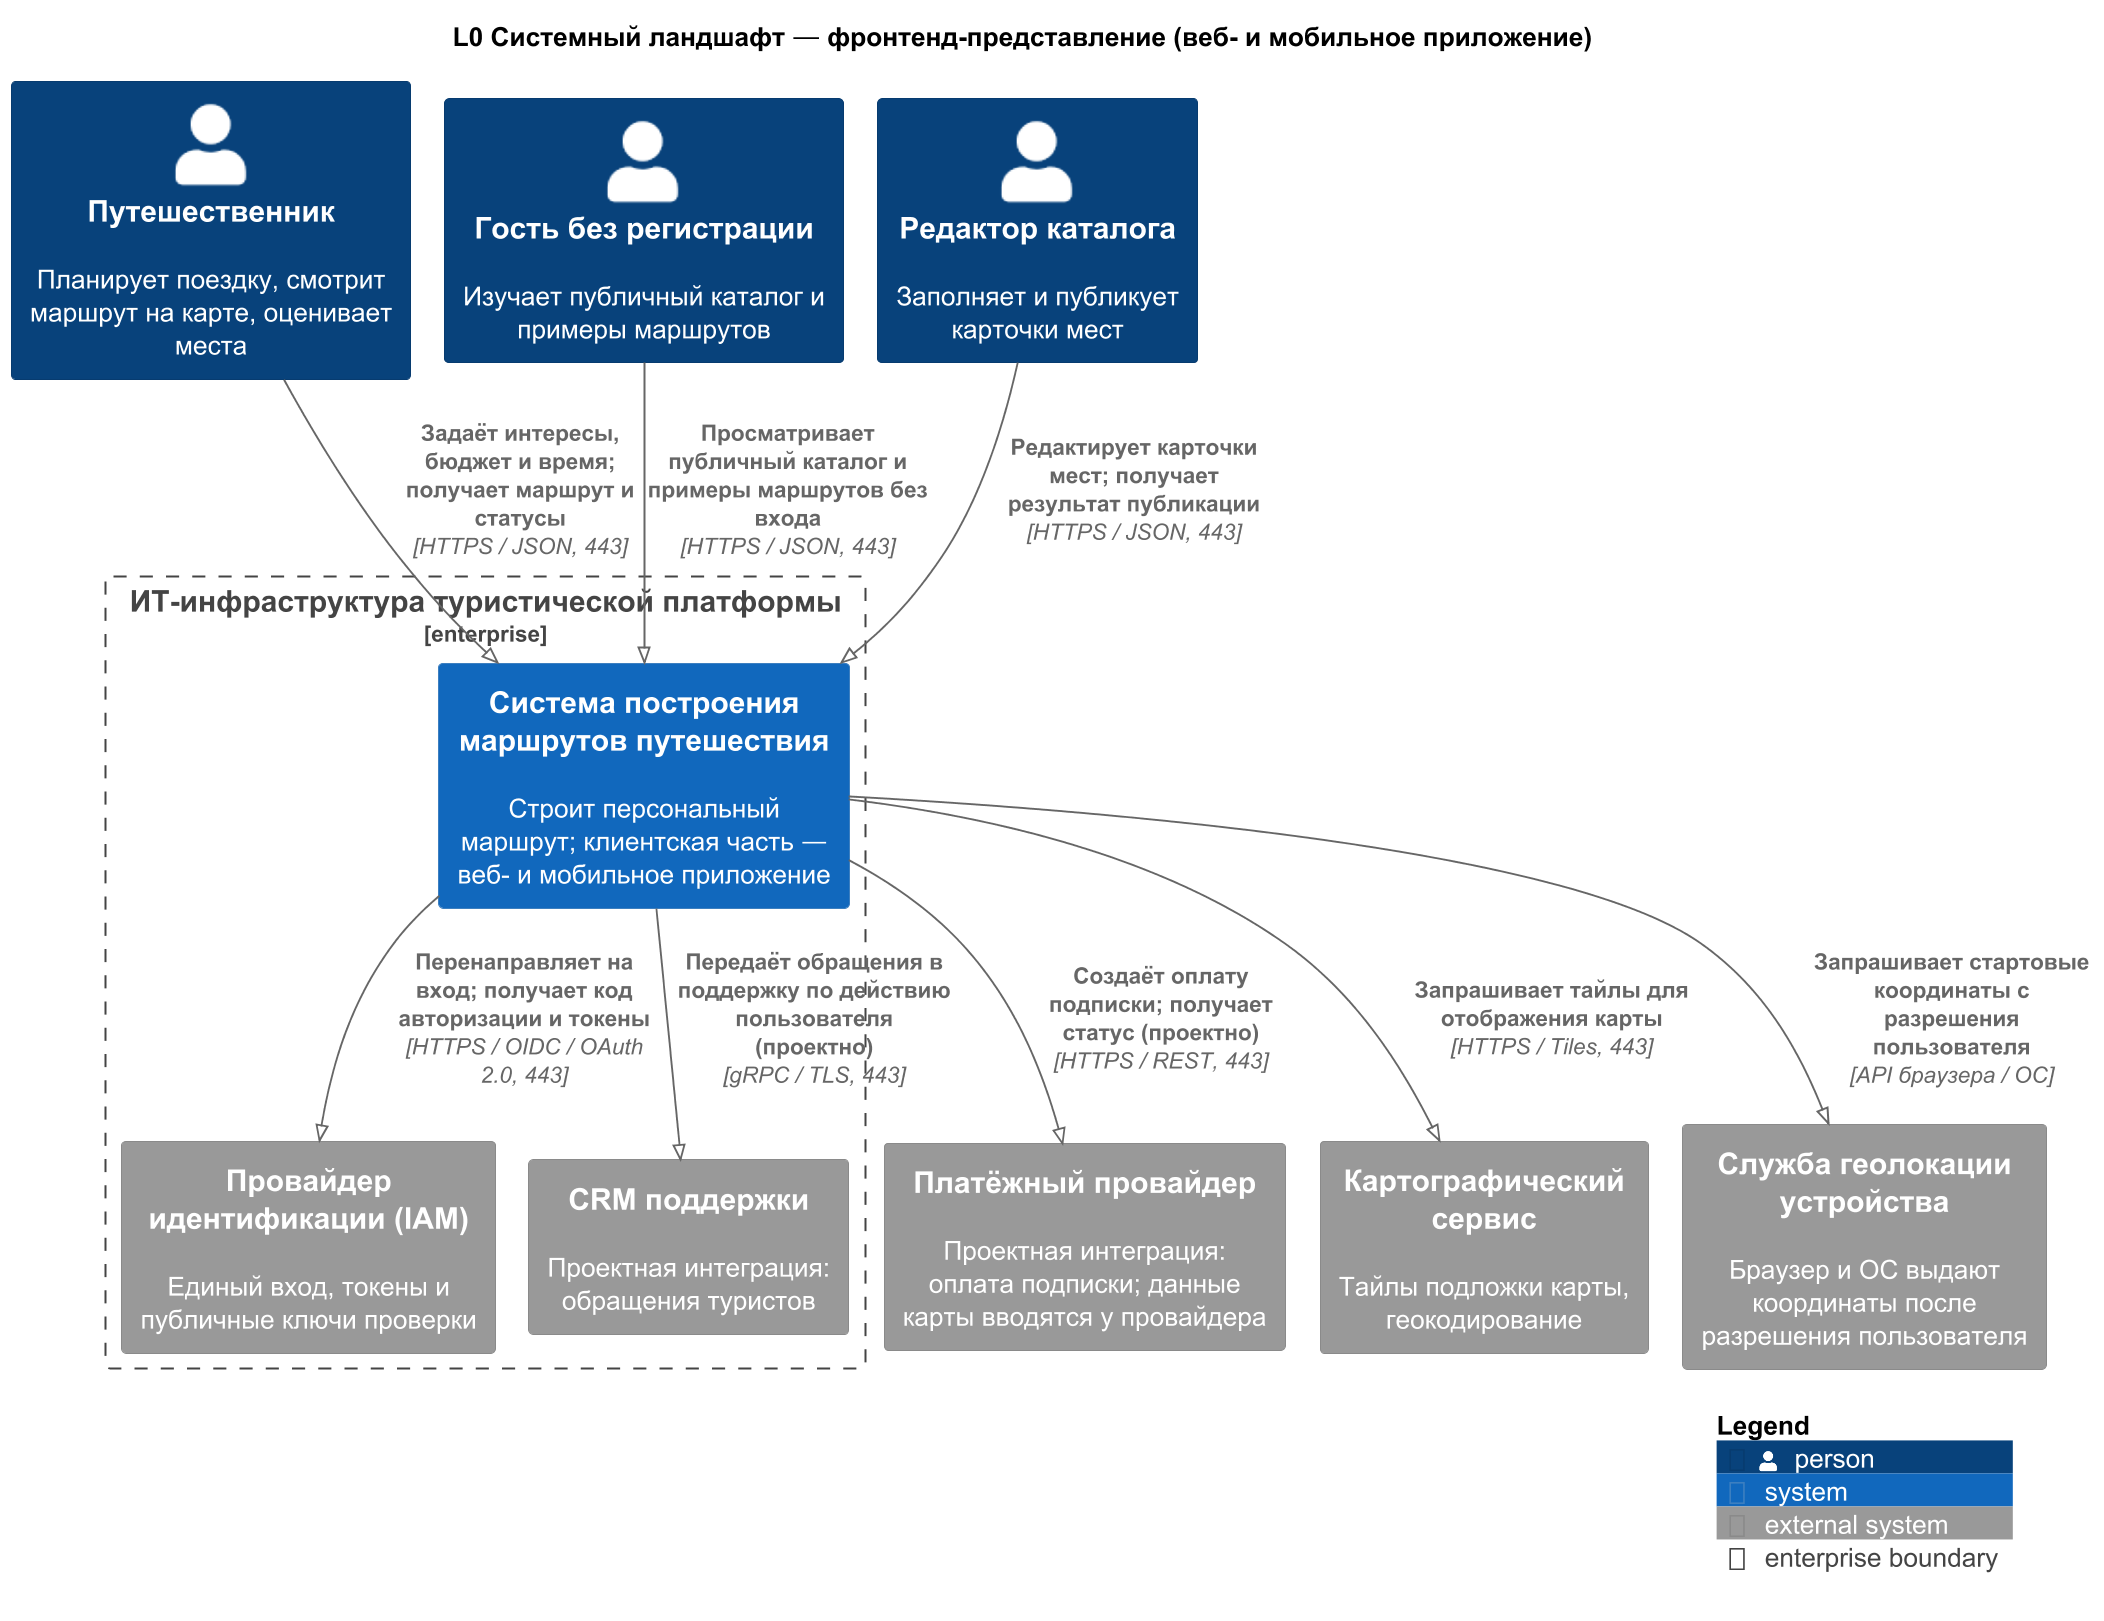 L0 Системный ландшафт — фронтенд-представление (веб- и мобильное приложение)
Путешественник
Планирует поездку, смотрит
маршрут на карте, оценивает
места
Гость без регистрации
Изучает публичный каталог и
примеры маршрутов
Редактор каталога
Заполняет и публикует
карточки мест
Задаёт интересы,
бюджет и время;
получает маршрут и
статусы
[HTTPS / JSON, 443]
Просматривает
публичный каталог и
примеры маршрутов без
входа
[HTTPS / JSON, 443]
Редактирует карточки
мест; получает
результат публикации
[HTTPS / JSON, 443]
ИТ-инфраструктура туристической платформы
[enterprise]
Система построения
маршрутов путешествия
Строит персональный
маршрут; клиентская часть —
веб- и мобильное приложение
Перенаправляет на
вход; получает код
авторизации и токены
[HTTPS / OIDC / OAuth
2.0, 443]
Передаёт обращения в
поддержку по действию
пользователя
(проектно)
[gRPC / TLS, 443]
Создаёт оплату
подписки; получает
статус (проектно)
[HTTPS / REST, 443]
Запрашивает тайлы для
отображения карты
[HTTPS / Tiles, 443]
Запрашивает стартовые
координаты с
разрешения
пользователя
[API браузера / ОС]
Провайдер
идентификации (IAM)
Единый вход, токены и
публичные ключи проверки
CRM поддержки
Проектная интеграция:
обращения туристов
Платёжный провайдер
Проектная интеграция:
оплата подписки; данные
карты вводятся у провайдера
Картографический
сервис
Тайлы подложки карты,
геокодирование
Служба геолокации
устройства
Браузер и ОС выдают
координаты после
разрешения пользователя
Legend
person
system
external system
enterprise boundary